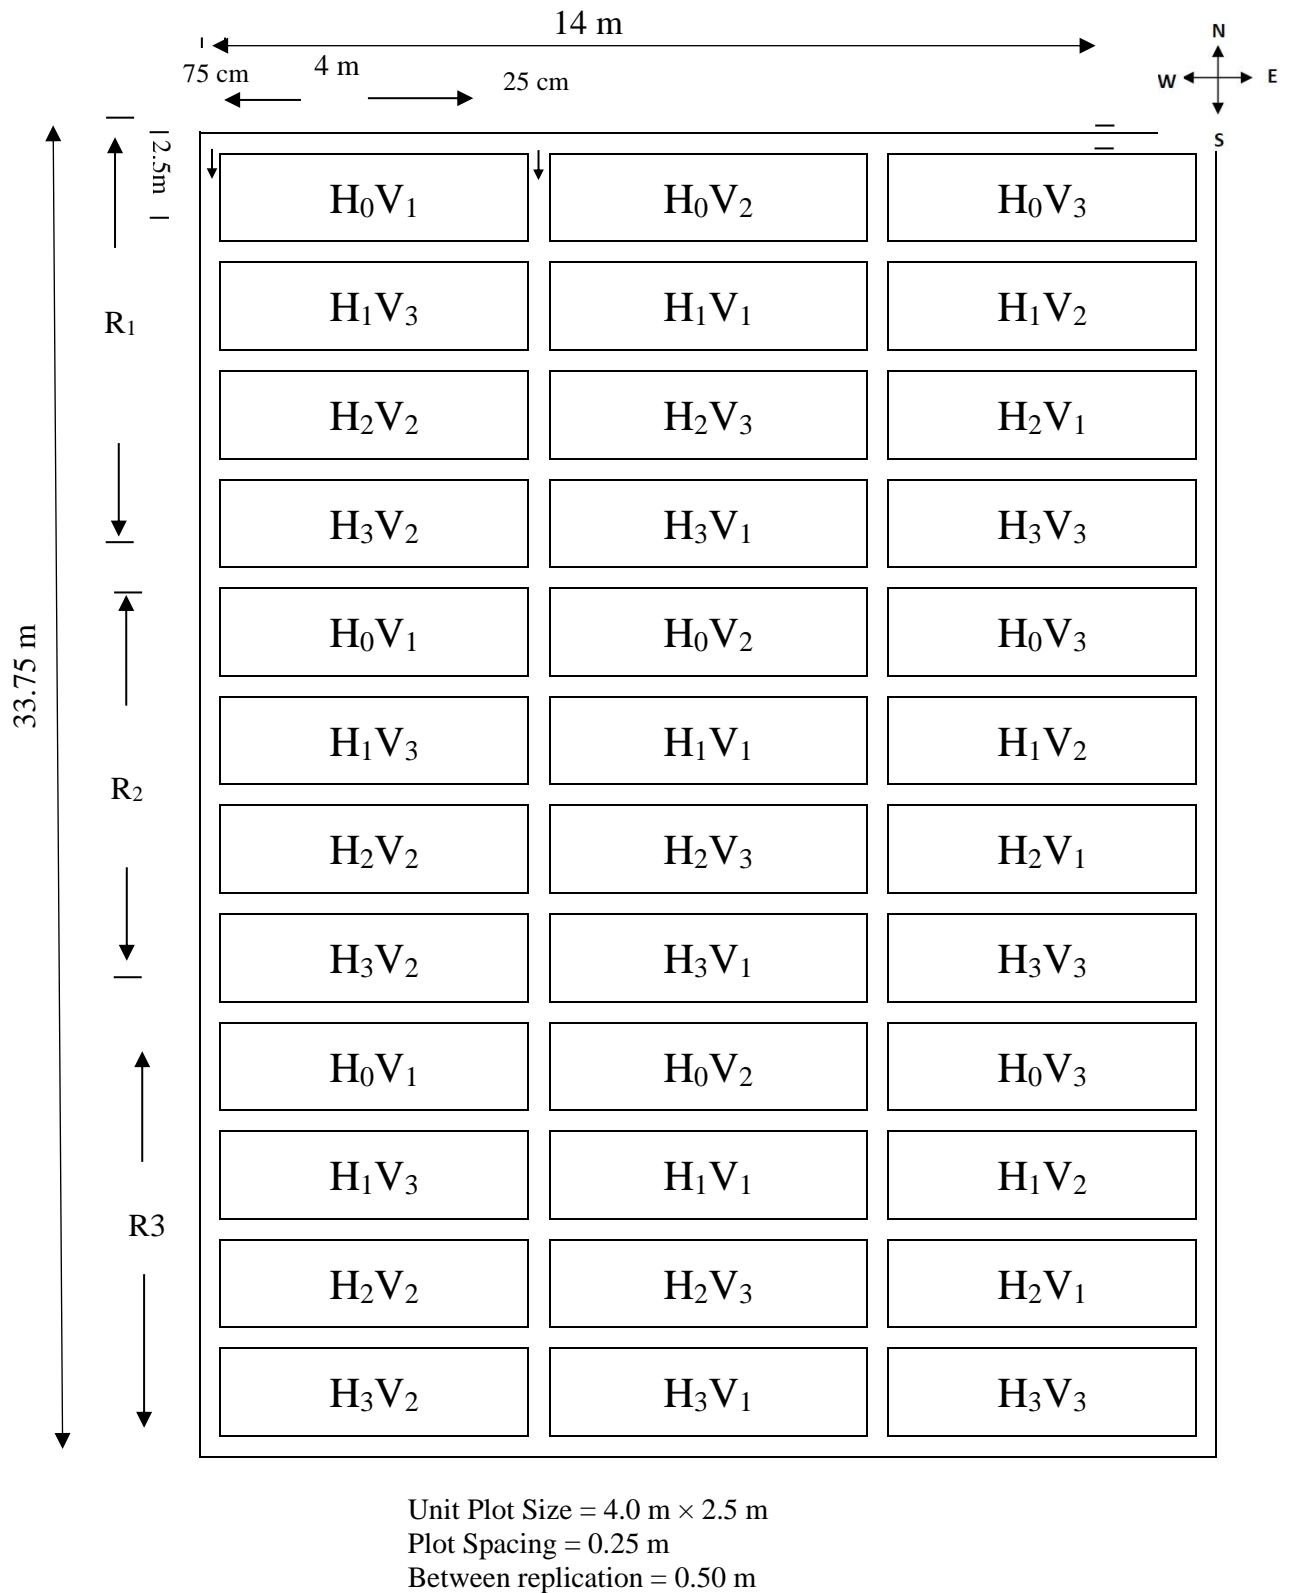 14 m
N
75 cm
4 m
25 cm
W
E
S
2.5m
H₀V₁ H₀V₂ H₀V₃
H₁V₃ H₁V₁ H₁V₂
R₁
H₂V₂ H₂V₃ H₂V₁
H₃V₂ H₃V₁ H₃V₃
H₀V₁ H₀V₂ H₀V₃
33.75 m
H₁V₃ H₁V₁ H₁V₂
R₂
H₂V₂ H₂V₃ H₂V₁
H₃V₂ H₃V₁ H₃V₃
H₀V₁ H₀V₂ H₀V₃
H₁V₃ H₁V₁ H₁V₂
R3
H₂V₂ H₂V₃ H₂V₁
H₃V₂ H₃V₁ H₃V₃
Unit Plot Size = 4.0 m × 2.5 m
Plot Spacing = 0.25 m
Between replication = 0.50 m